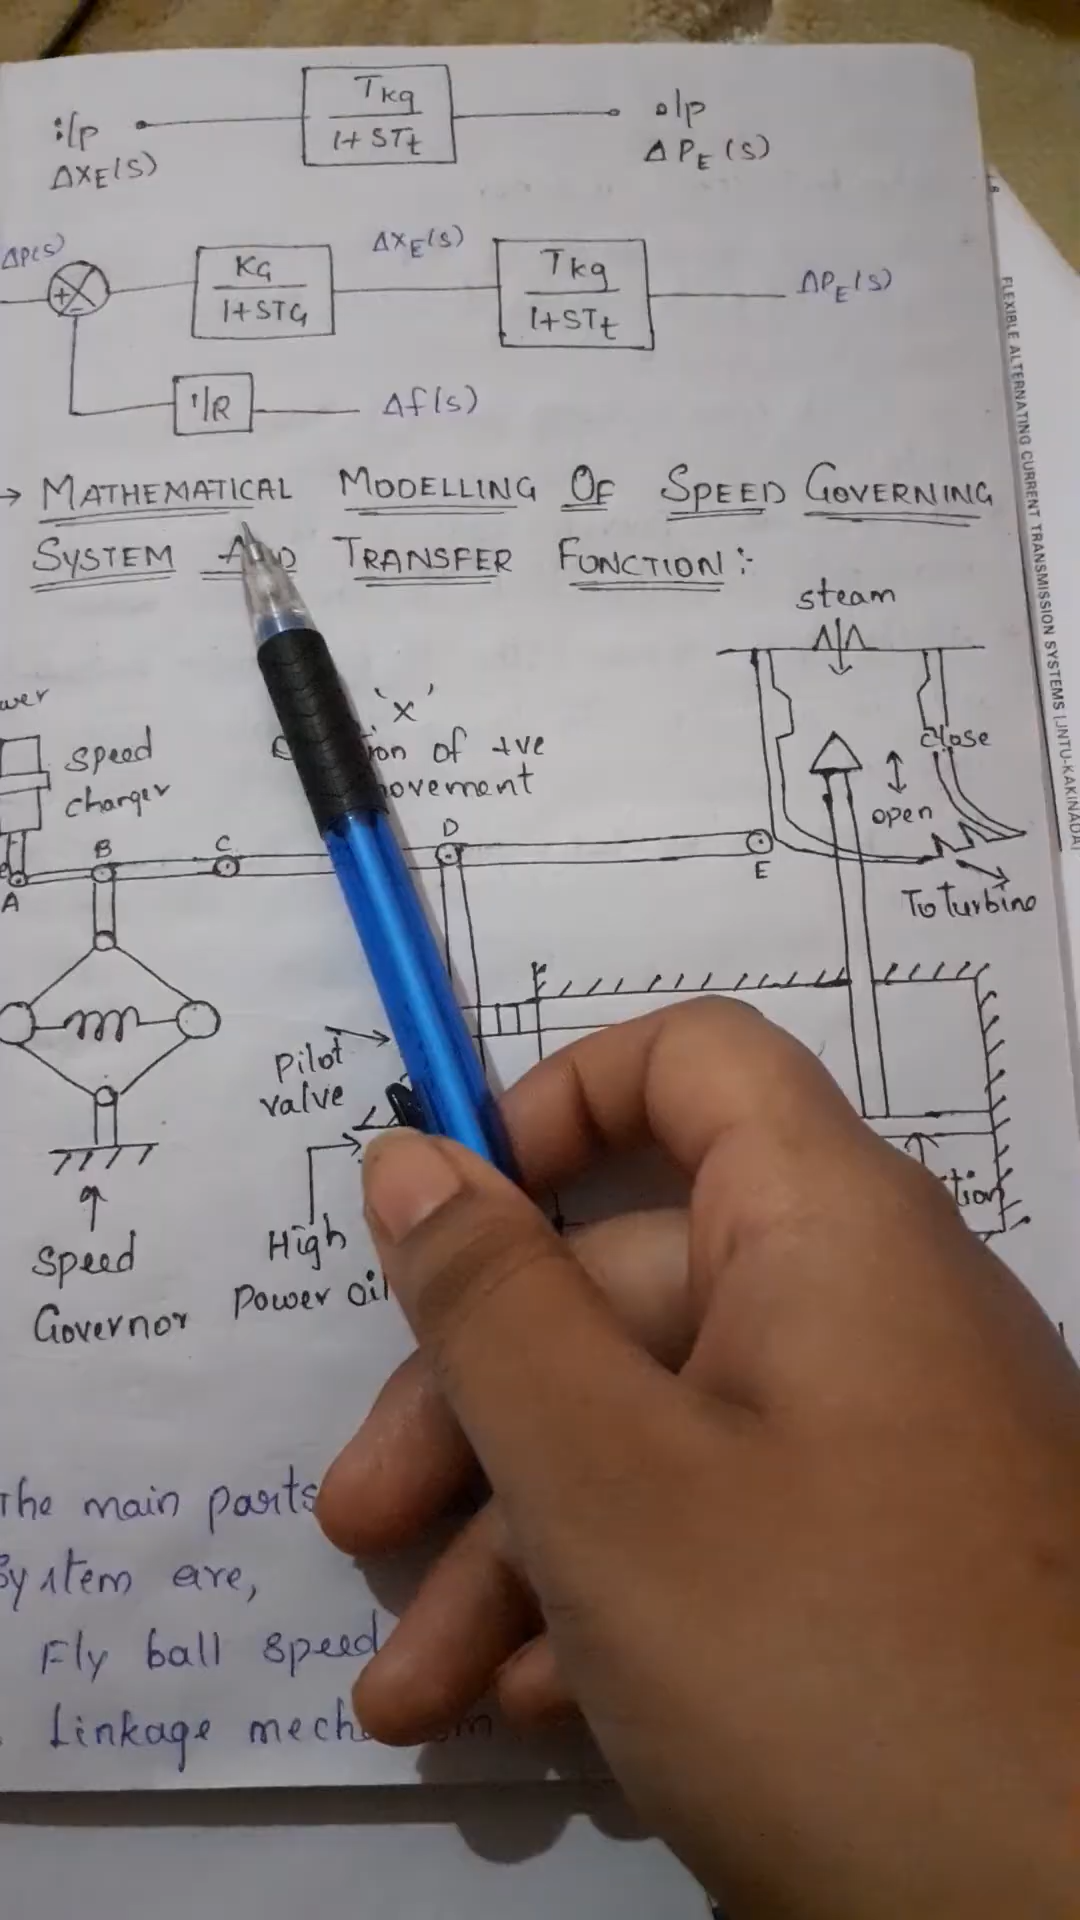 Tkg
i/p
1+STt
o/p
ΔXE(s)
ΔPE(s)
ΔP(s)
KG
1+STG
ΔXE(s)
Tkg
1+STt
ΔPE(s)
+
-
1/R
Δf(s)
→ MATHEMATICAL MODELLING OF SPEED GOVERNING
SYSTEM TRANSFER FUNCTION :-
steam
'x'
of +ve
speed
changer
close
open
A
B
C
D
E
To turbine
Pilot
valve
High
Power oil
Speed
Governor
The main parts
System are,
Fly ball speed
Linkage
FLEXIBLE ALTERNATING CURRENT TRANSMISSION SYSTEMS [JNTU-KAKINADA]